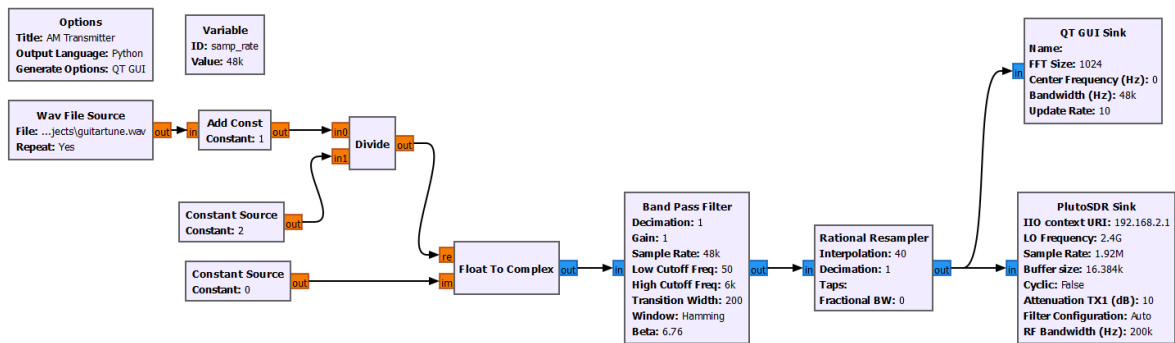 Options
Title: AM Transmitter
Output Language: Python
Generate Options: QT GUI
Variable
ID: samp_rate
Value: 48k
QT GUI Sink
Name:
FFT Size: 1024
Center Frequency (Hz): 0
Bandwidth (Hz): 48k
Update Rate: 10
in
Wav File Source
File: ...jects\guitartune.wav
Repeat: Yes
out
in
Add Const
Constant: 1
out
in0
in1
Divide
out
Constant Source
Constant: 2
out
Constant Source
Constant: 0
out
re
im
Float To Complex
out
in
Band Pass Filter
Decimation: 1
Gain: 1
Sample Rate: 48k
Low Cutoff Freq: 50
High Cutoff Freq: 6k
Transition Width: 200
Window: Hamming
Beta: 6.76
out
in
Rational Resampler
Interpolation: 40
Decimation: 1
Taps:
Fractional BW: 0
out
in
PlutoSDR Sink
IIO context URI: 192.168.2.1
LO Frequency: 2.4G
Sample Rate: 1.92M
Buffer size: 16.384k
Cyclic: False
Attenuation TX1 (dB): 10
Filter Configuration: Auto
RF Bandwidth (Hz): 200k